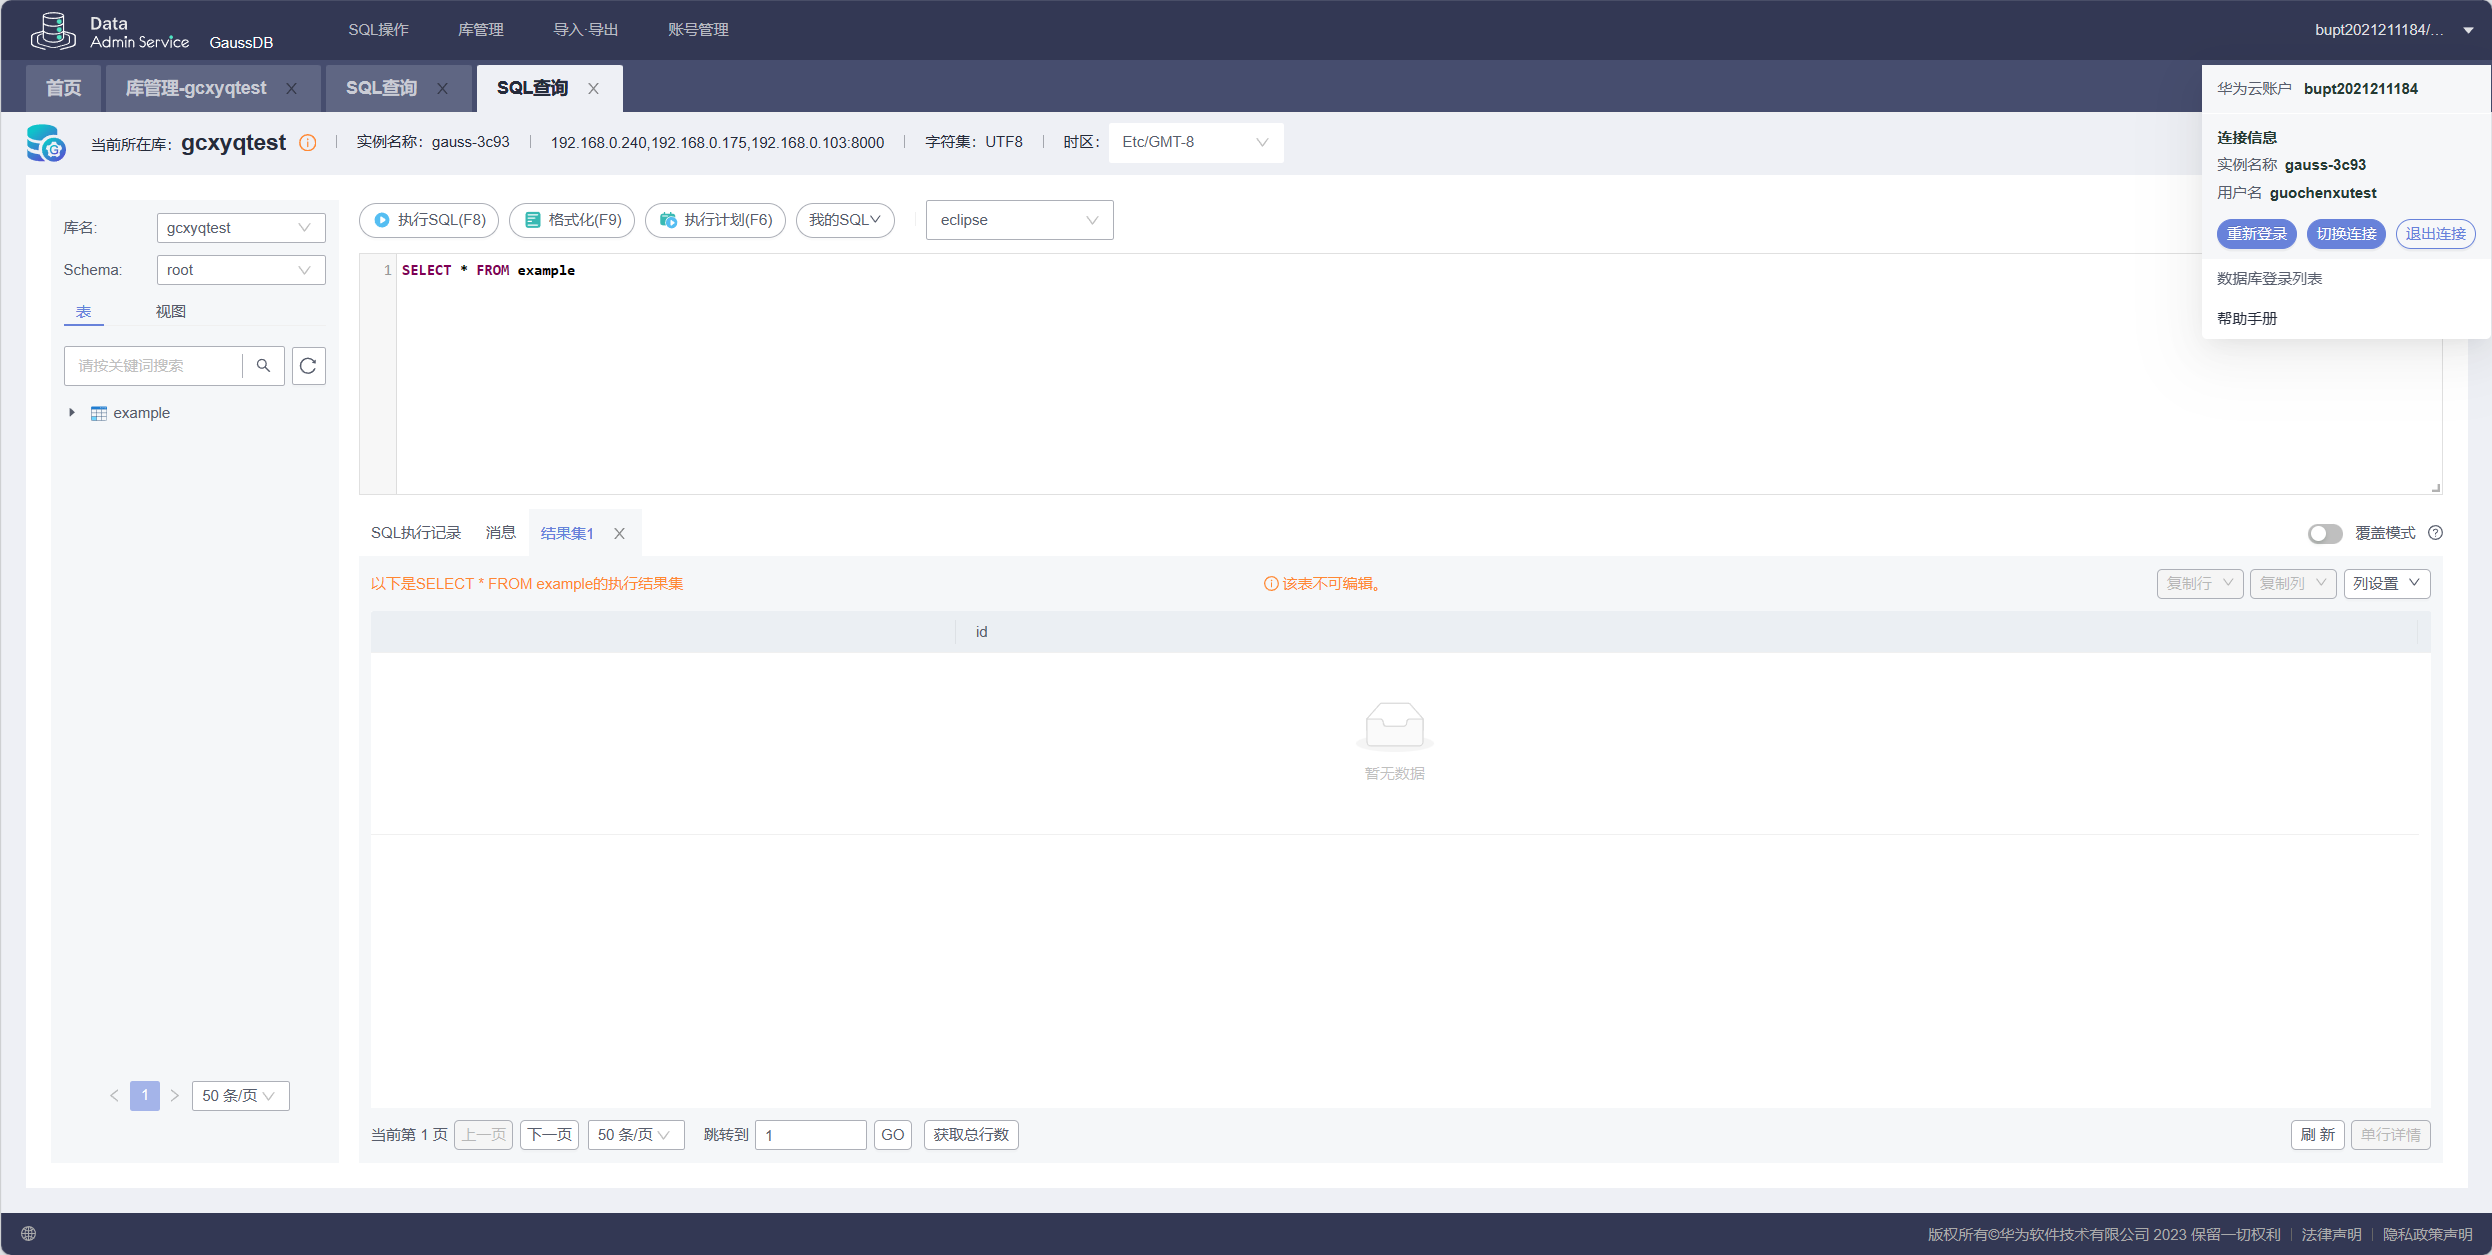 Data
Admin Service GaussDB SQL操作 库管理 导入·导出 账号管理 bupt2021211184/...
首页 库管理-gcxyqtest SQL查询 SQL查询
华为云账户 bupt2021211184
当前所在库: gcxyqtest 实例名称: gauss-3c93 192.168.0.240,192.168.0.175,192.168.0.103:8000 字符集: UTF8 时区: Etc/GMT-8
连接信息
实例名称 gauss-3c93
用户名 guochenxutest
重新登录 切换连接 退出连接
数据库登录列表
帮助手册
库名: gcxyqtest
Schema: root
表 视图
请按关键词搜索
example
执行SQL(F8) 格式化(F9) 执行计划(F6) 我的SQL eclipse
1 SELECT * FROM example
SQL执行记录 消息 结果集1 覆盖模式
以下是SELECT * FROM example的执行结果集 该表不可编辑。 复制行 复制列 列设置
id
暂无数据
1 50 条/页
当前第 1 页 上一页 下一页 50 条/页 跳转到 1 GO 获取总行数 刷 新 单行详情
版权所有©华为软件技术有限公司 2023 保留一切权利 法律声明 隐私政策声明